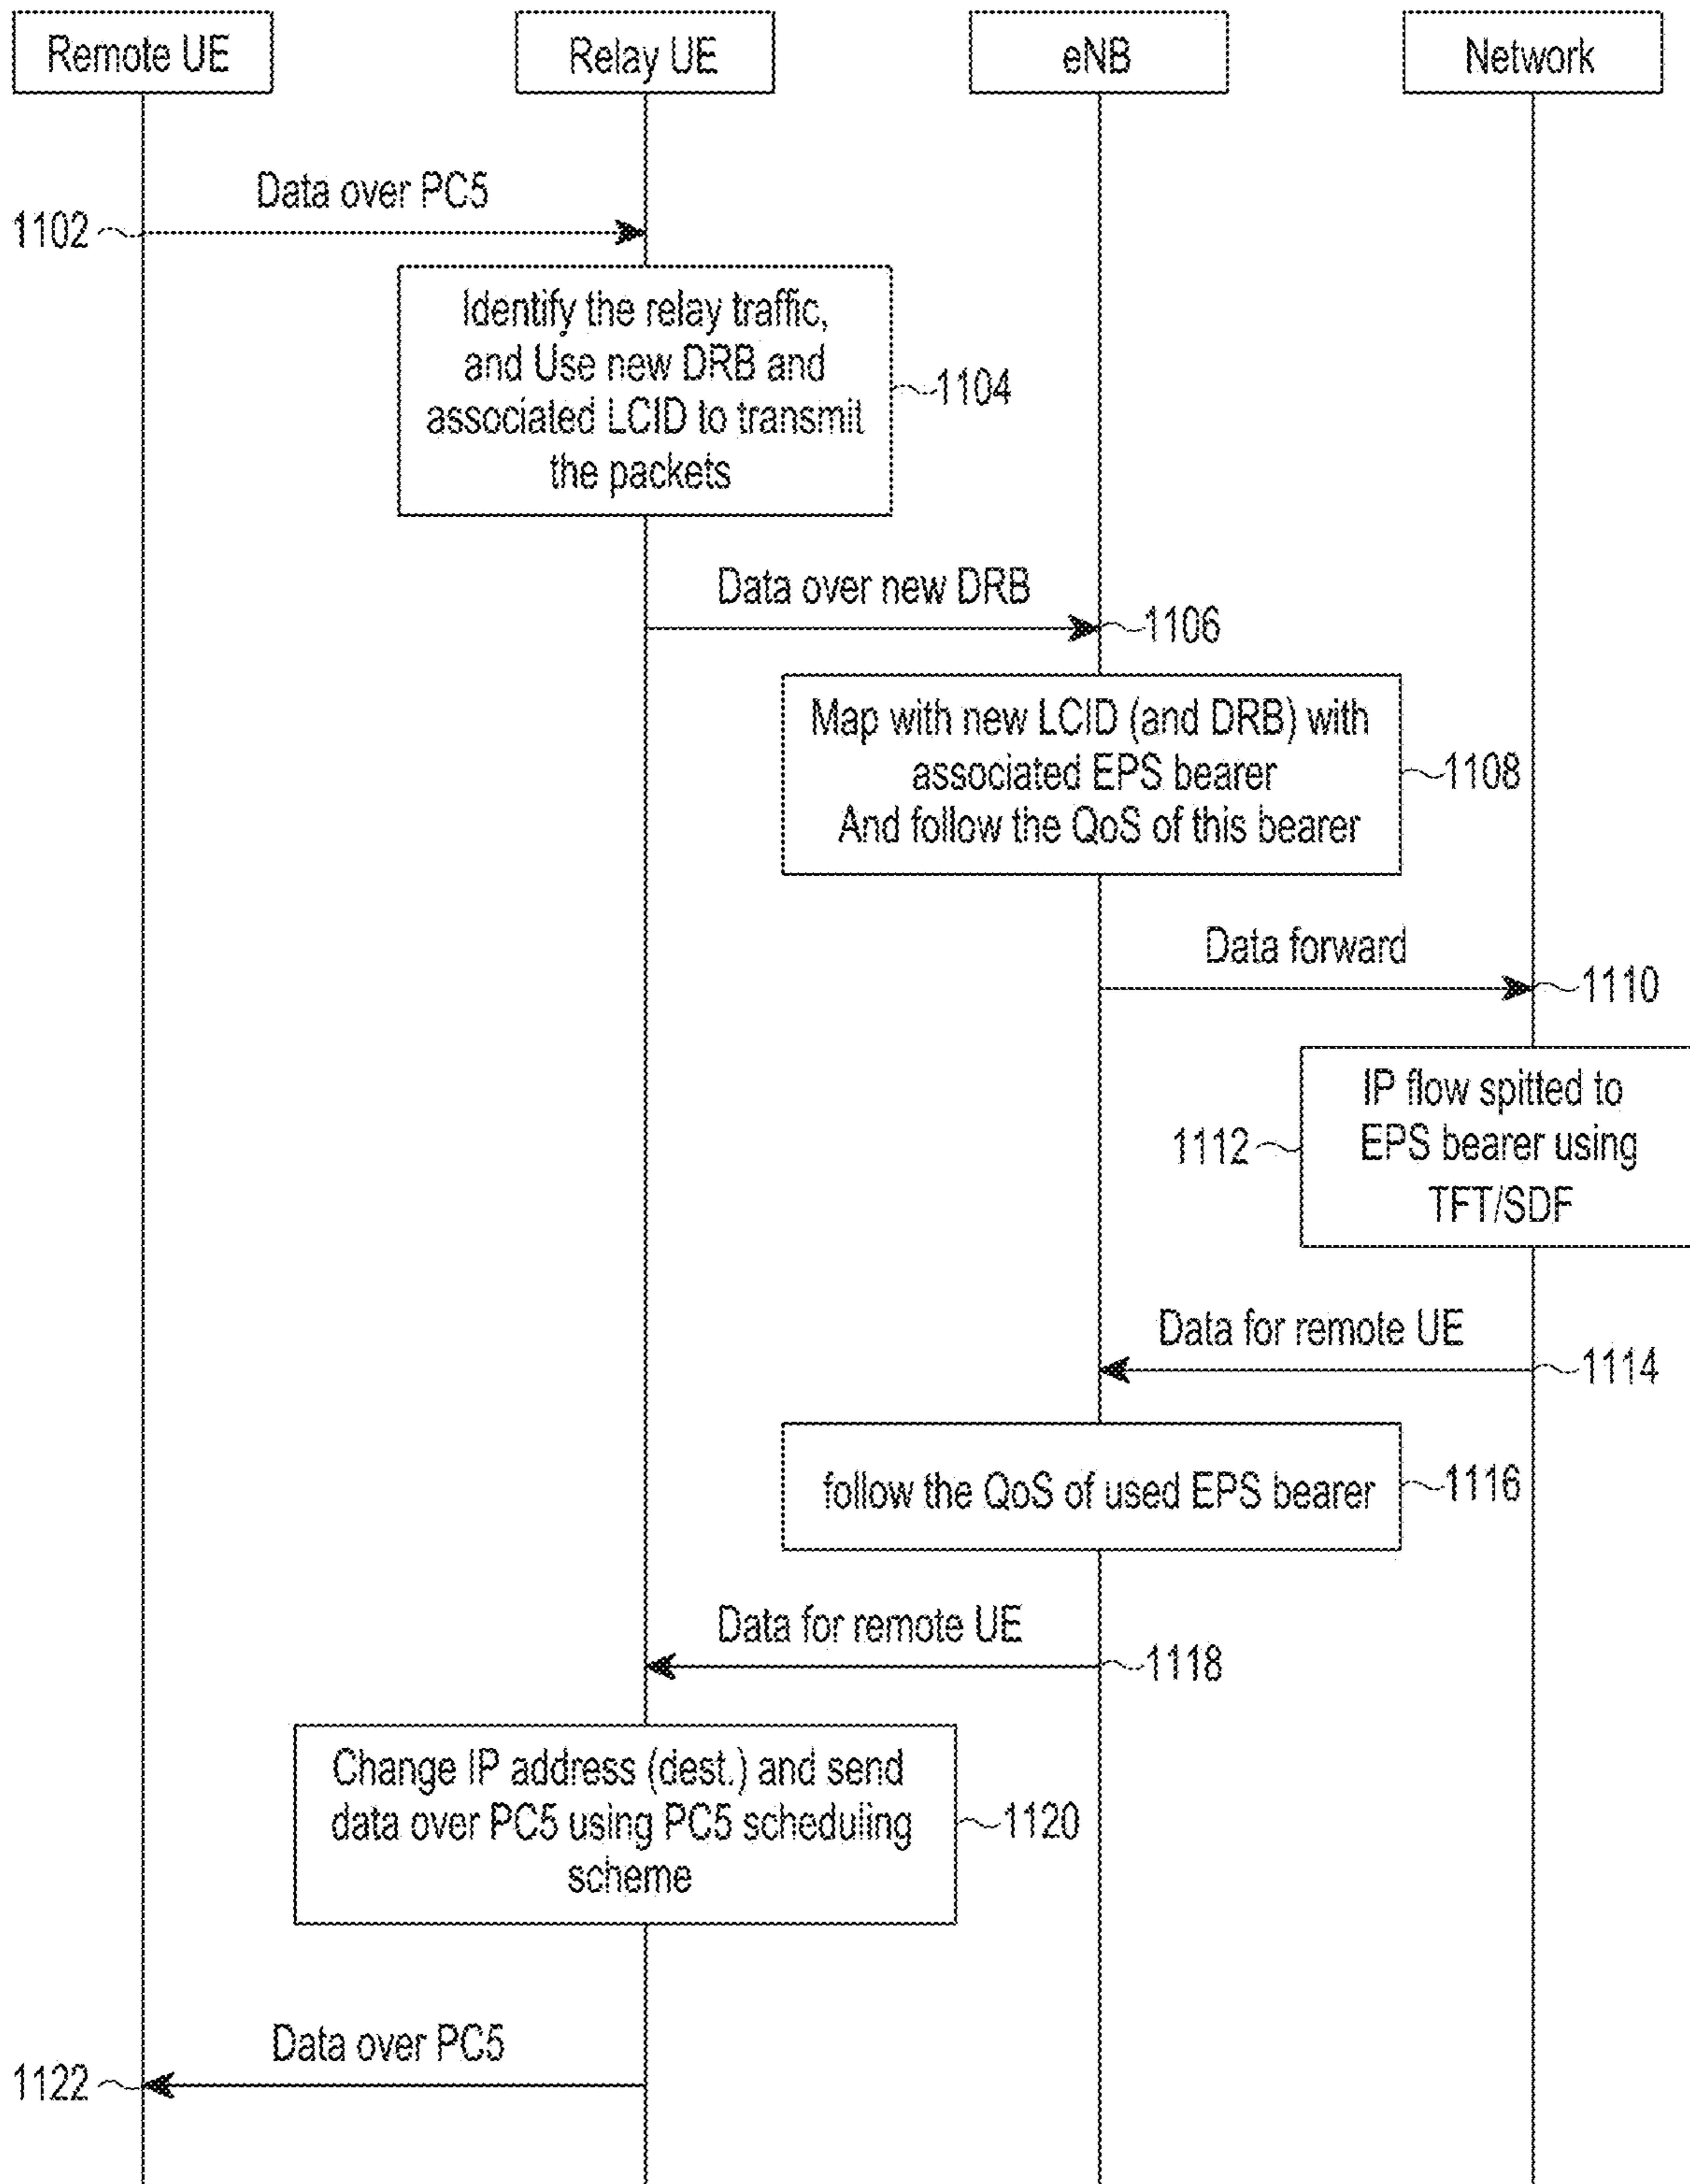 Remote UE
Relay UE
eNB
Network
Data over PC5
1102
Identify the relay traffic,
and Use new DRB and
associated LCID to transmit
the packets
1104
Data over new DRB
1106
Map with new LCID (and DRB) with
associated EPS bearer
And follow the QoS of this bearer
1108
Data forward
1110
IP flow spitted to
EPS bearer using
TFT/SDF
1112
Data for remote UE
1114
follow the QoS of used EPS bearer
1116
Data for remote UE
1118
Change IP address (dest.) and send
data over PC5 using PC5 scheduling
scheme
1120
Data over PC5
1122